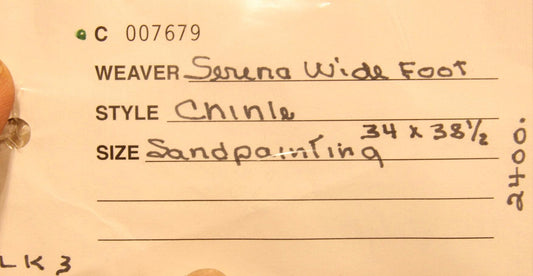 C 007679
WEAVER Serena Wide Foot
STYLE Chinle
34 x 38½
SIZE Sandpainting
2400.
LK3